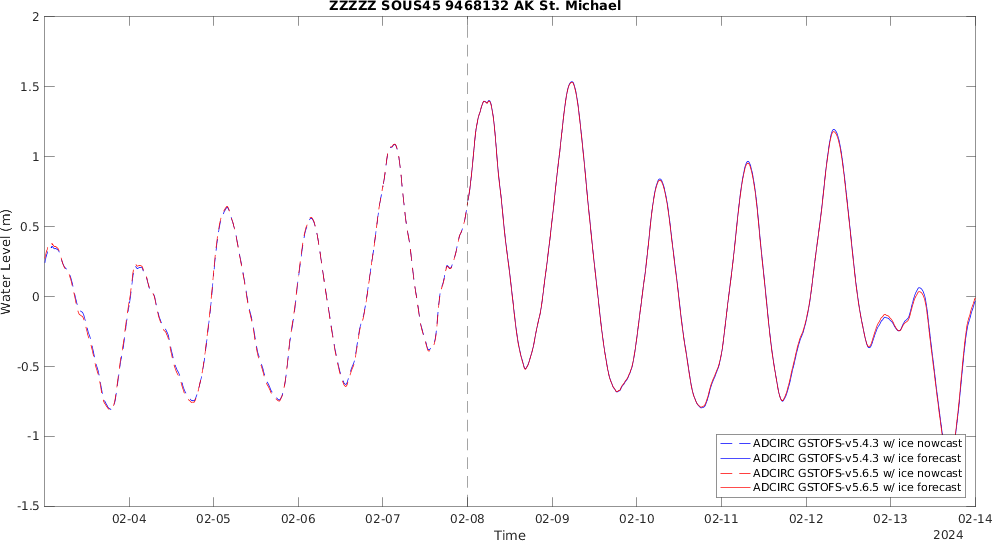 ZZZZZ SOUS45 9468132 AK St. Michael
2
1.5
1
0.5
0
-0.5
-1
-1.5
Water Level (m)
ADCIRC GSTOFS-v5.4.3 w/ ice nowcast
ADCIRC GSTOFS-v5.4.3 w/ ice forecast
ADCIRC GSTOFS-v5.6.5 w/ ice nowcast
ADCIRC GSTOFS-v5.6.5 w/ ice forecast
02-04 02-05 02-06 02-07 02-08 02-09 02-10 02-11 02-12 02-13 02-14
Time
2024